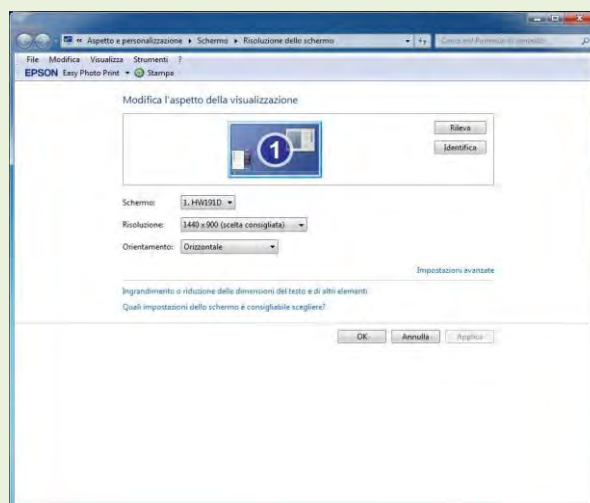 « Aspetto e personalizzazione ▸ Schermo ▸ Risoluzione dello schermo
File Modifica Visualizza Strumenti ?
EPSON Easy Photo Print Stampa
Modifica l'aspetto della visualizzazione
1
Rileva
Identifica
Schermo: 1. HW191D
Risoluzione: 1440 x 900 (scelta consigliata)
Orientamento: Orizzontale
Impostazioni avanzate
Ingrandimento o riduzione delle dimensioni del testo e di altri elementi
Quali impostazioni dello schermo è consigliabile scegliere?
OK Annulla Applica